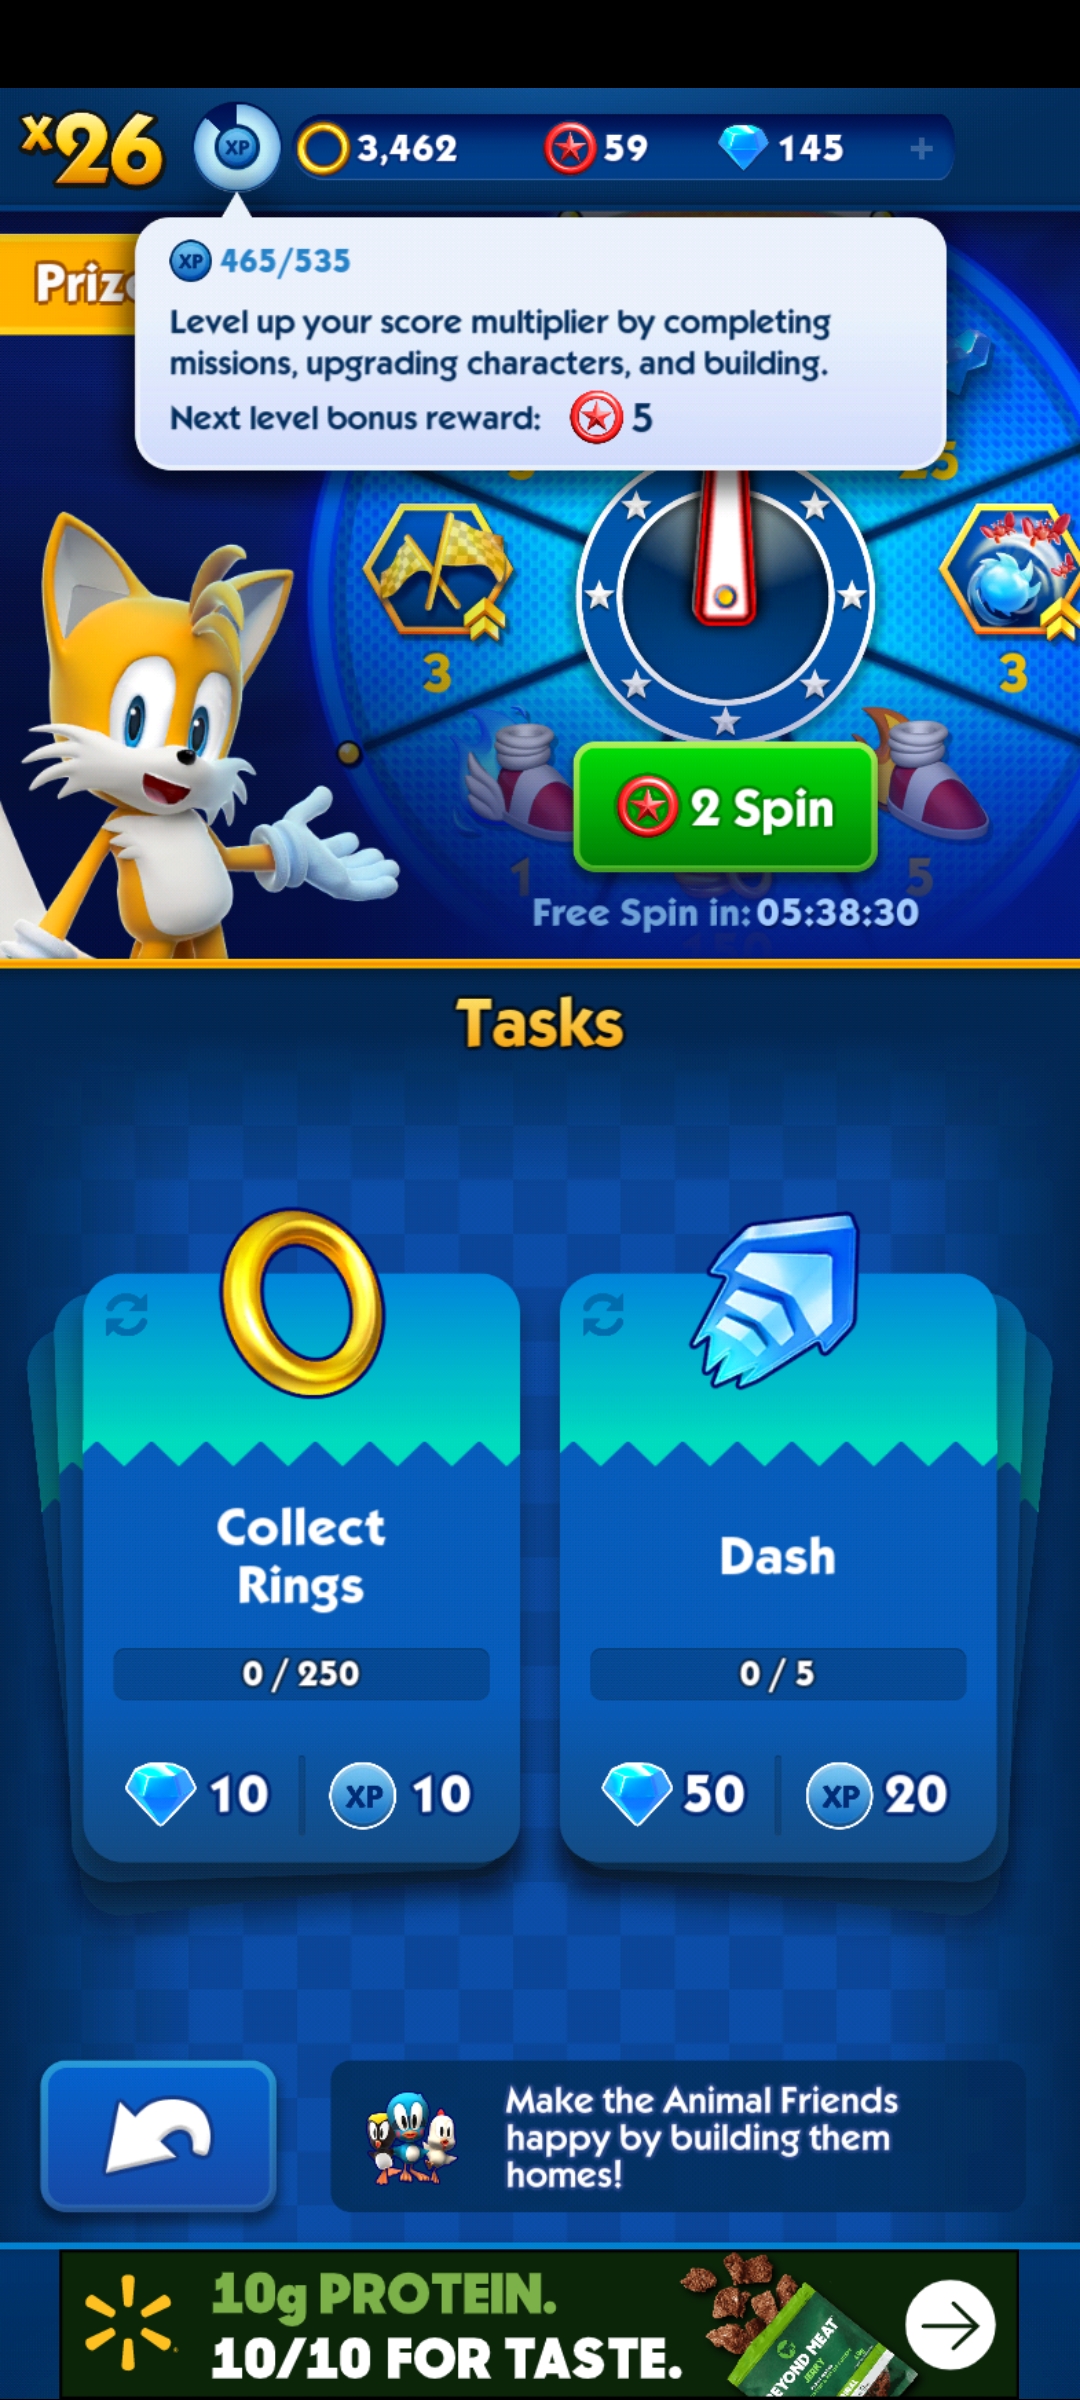 x26
XP
3,462
59
145
+
Priz
XP 465/535
Level up your score multiplier by completing
missions, upgrading characters, and building.
Next level bonus reward: 5
25
3
3
2 Spin
1
5
Free Spin in: 05:38:30
Tasks
Collect
Rings
0 / 250
10
XP 10
Dash
0 / 5
50
XP 20
Make the Animal Friends
happy by building them
homes!
10g PROTEIN.
10/10 FOR TASTE.
BEYOND MEAT
JERKY